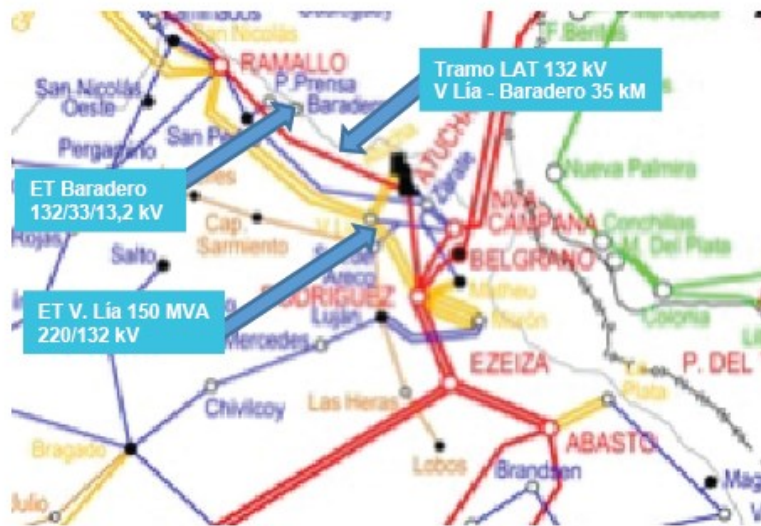 San Nicolás
RAMALLO
Tramo LAT 132 kV
V Lía - Baradero 35 kM
F.Berlles
San Nicolás
Oeste
P.Prensa
Baradero
San Pe
Pergamino
ATUCHA
Zárate
Nueva Palmira
ET Baradero
132/33/13,2 kV
NVA
CAMPANA
Cap.
Sarmiento
Conchillas
M. Del Plata
Rojas
Salto
BELGRANO
Areco
Matheu
ET V. Lía 150 MVA
220/132 kV
RODRIGUEZ
Luján
Morón
Colonia
Mercedes
EZEIZA
P. DEL
Plata
Chivilcoy
Las Heras
Bragado
ABASTO
Lobos
Brandsen
Mag
Julio
V